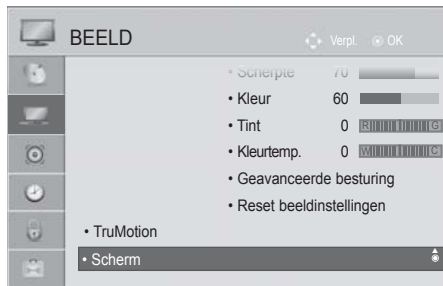 BEELD Verpl. OK
• Scherpte 70
• Kleur 60
• Tint 0 R G
• Kleurtemp. 0 W C
• Geavanceerde besturing
• Reset beeldinstellingen
• TruMotion
• Scherm